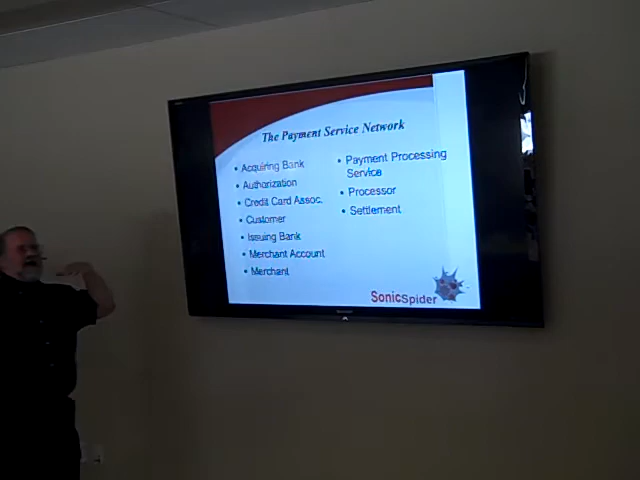 The Payment Service Network
• Acquiring Bank
• Authorization
• Credit Card Assoc.
• Customer
• Issuing Bank
• Merchant Account
• Merchant
• Payment Processing
Service
• Processor
• Settlement
SonicSpider